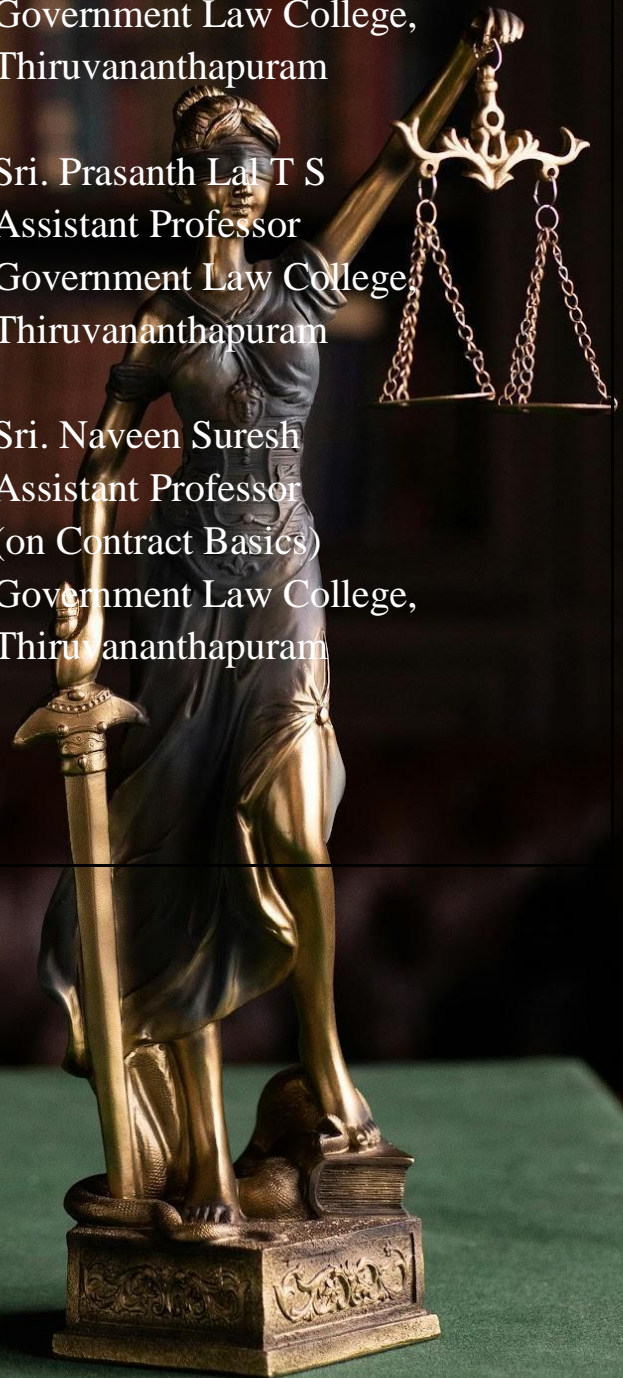 Government Law College,
Thiruvananthapuram
Sri. Prasanth Lal T S
Assistant Professor
Government Law College,
Thiruvananthapuram
Sri. Naveen Suresh
Assistant Professor
(on Contract Basics)
Government Law College,
Thiruvananthapuram